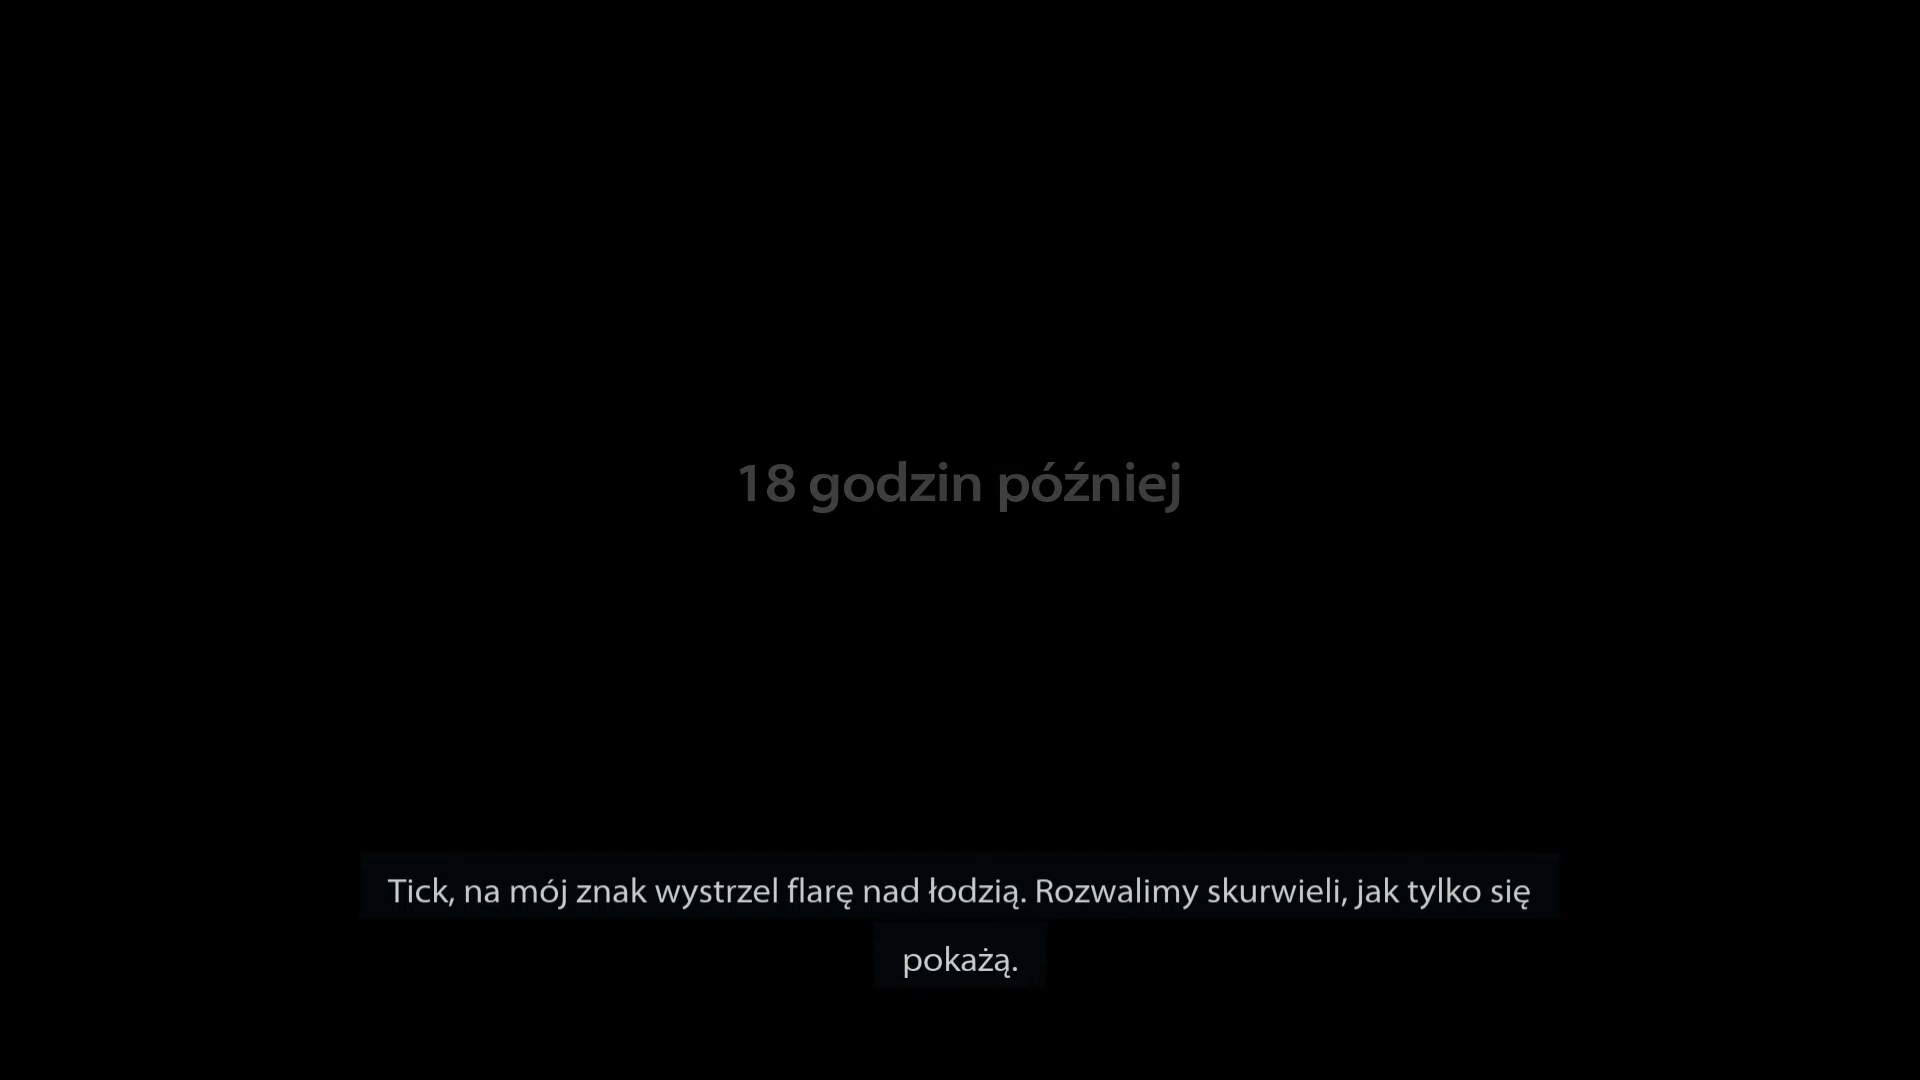 18 godzin później
Tick, na mój znak wystrzel flarę nad łodzią. Rozwalimy skurwieli, jak tylko się
pokażą.